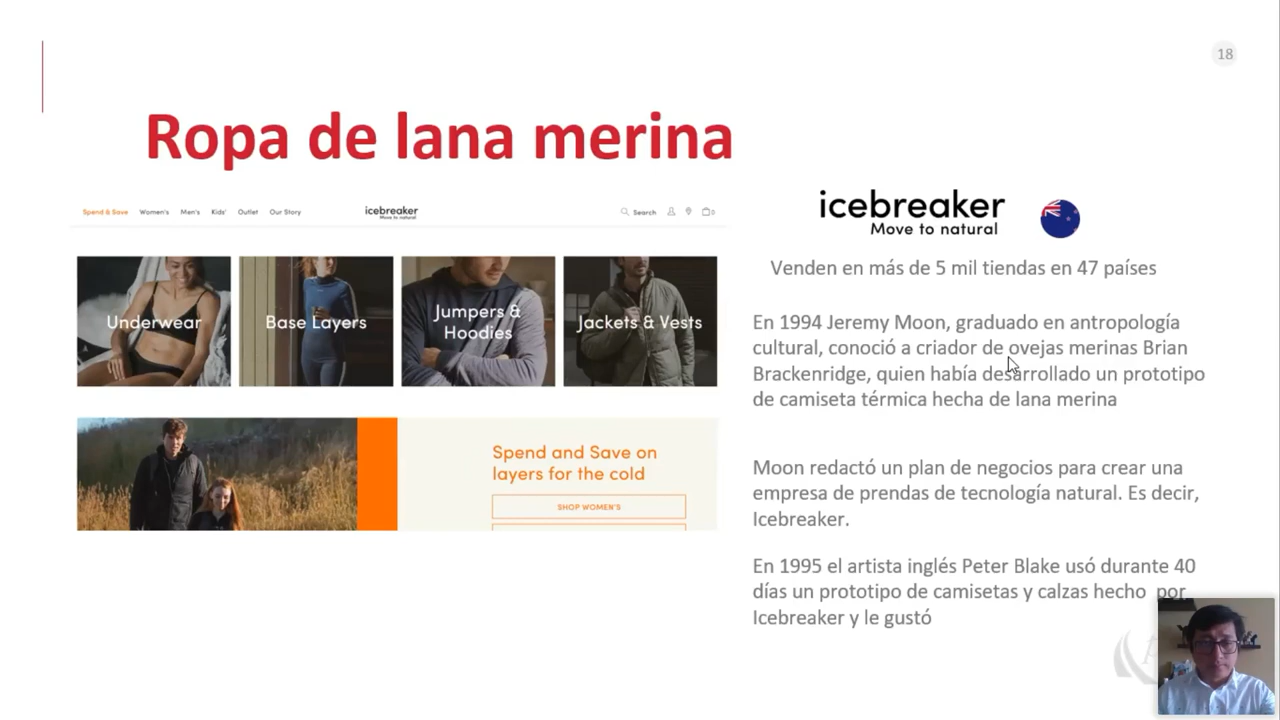 18
Ropa de lana merina
Spend & Save Women's Men's Kids' Outlet Our Story
icebreaker
Move to natural
Search
0
Underwear
Base Layers
Jumpers &
Hoodies
Jackets & Vests
Spend and Save on
layers for the cold
SHOP WOMEN'S
icebreaker
Move to natural
Venden en más de 5 mil tiendas en 47 países
En 1994 Jeremy Moon, graduado en antropología
cultural, conoció a criador de ovejas merinas Brian
Brackenridge, quien había desarrollado un prototipo
de camiseta térmica hecha de lana merina
Moon redactó un plan de negocios para crear una
empresa de prendas de tecnología natural. Es decir,
Icebreaker.
En 1995 el artista inglés Peter Blake usó durante 40
días un prototipo de camisetas y calzas hecho por
Icebreaker y le gustó